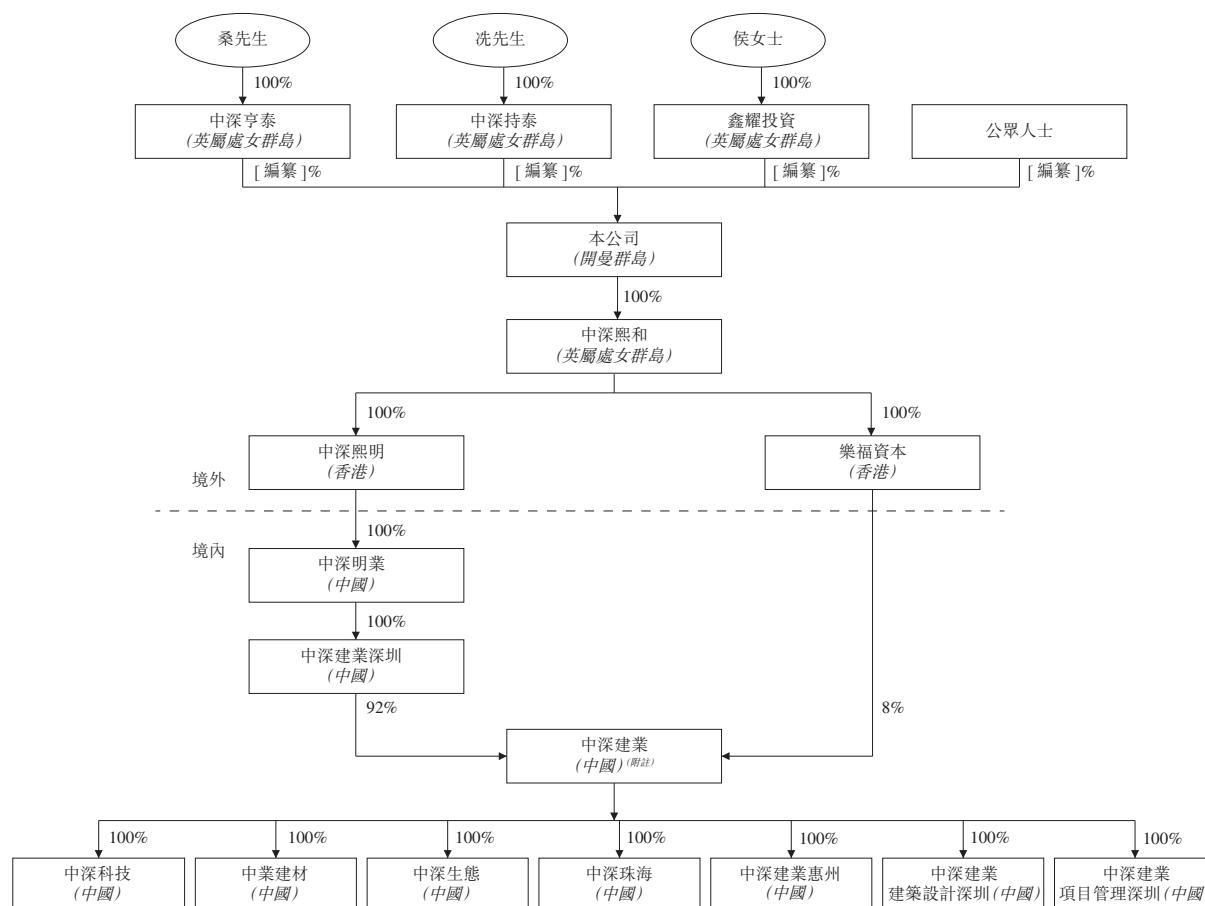 桑先生
冼先生
侯女士
100%
100%
100%
中深亨泰
(英屬處女群島)
中深持泰
(英屬處女群島)
鑫耀投資
(英屬處女群島)
公眾人士
[編纂]%
[編纂]%
[編纂]%
[編纂]%
本公司
(開曼群島)
100%
中深熙和
(英屬處女群島)
100%
100%
中深熙明
(香港)
樂福資本
(香港)
境外
境內
100%
中深明業
(中國)
100%
中深建業深圳
(中國)
92%
8%
中深建業
(中國)(附註)
100%
100%
100%
100%
100%
100%
100%
中深科技
(中國)
中業建材
(中國)
中深生態
(中國)
中深珠海
(中國)
中深建業惠州
(中國)
中深建業
建築設計深圳(中國)
中深建業
項目管理深圳(中國